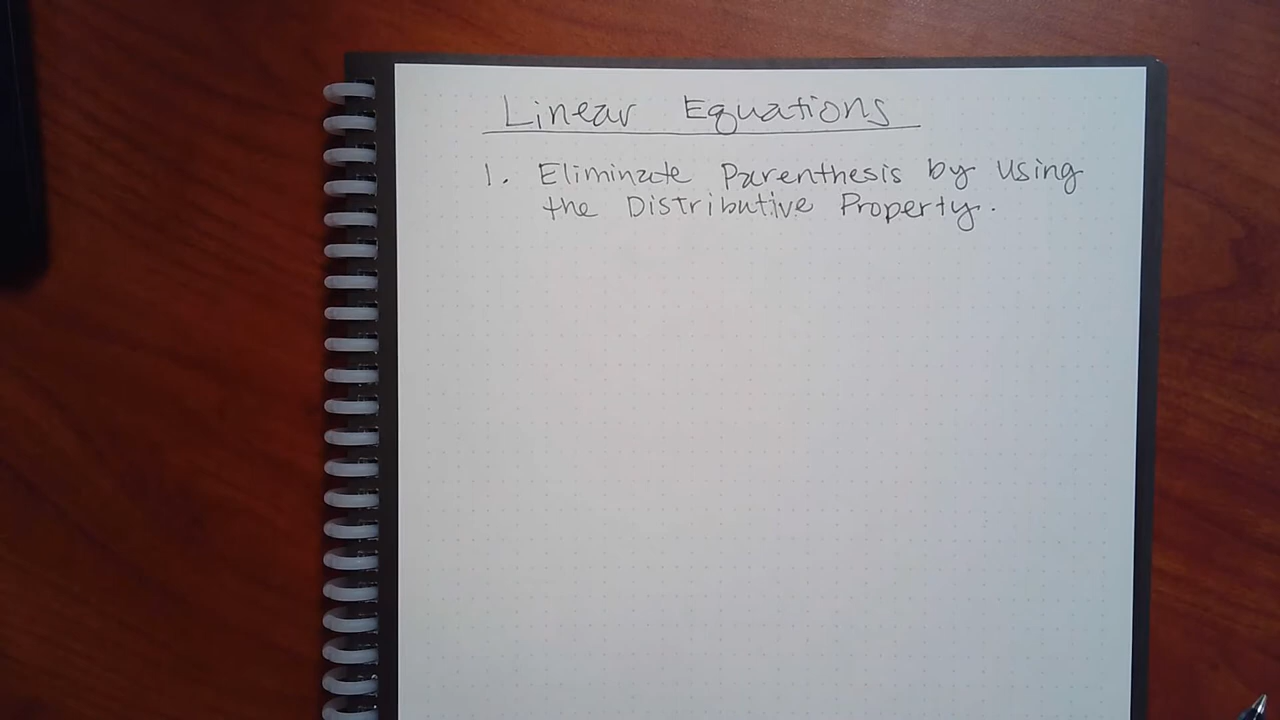 Linear Equations
1. Eliminate Parenthesis by using
the Distributive Property.